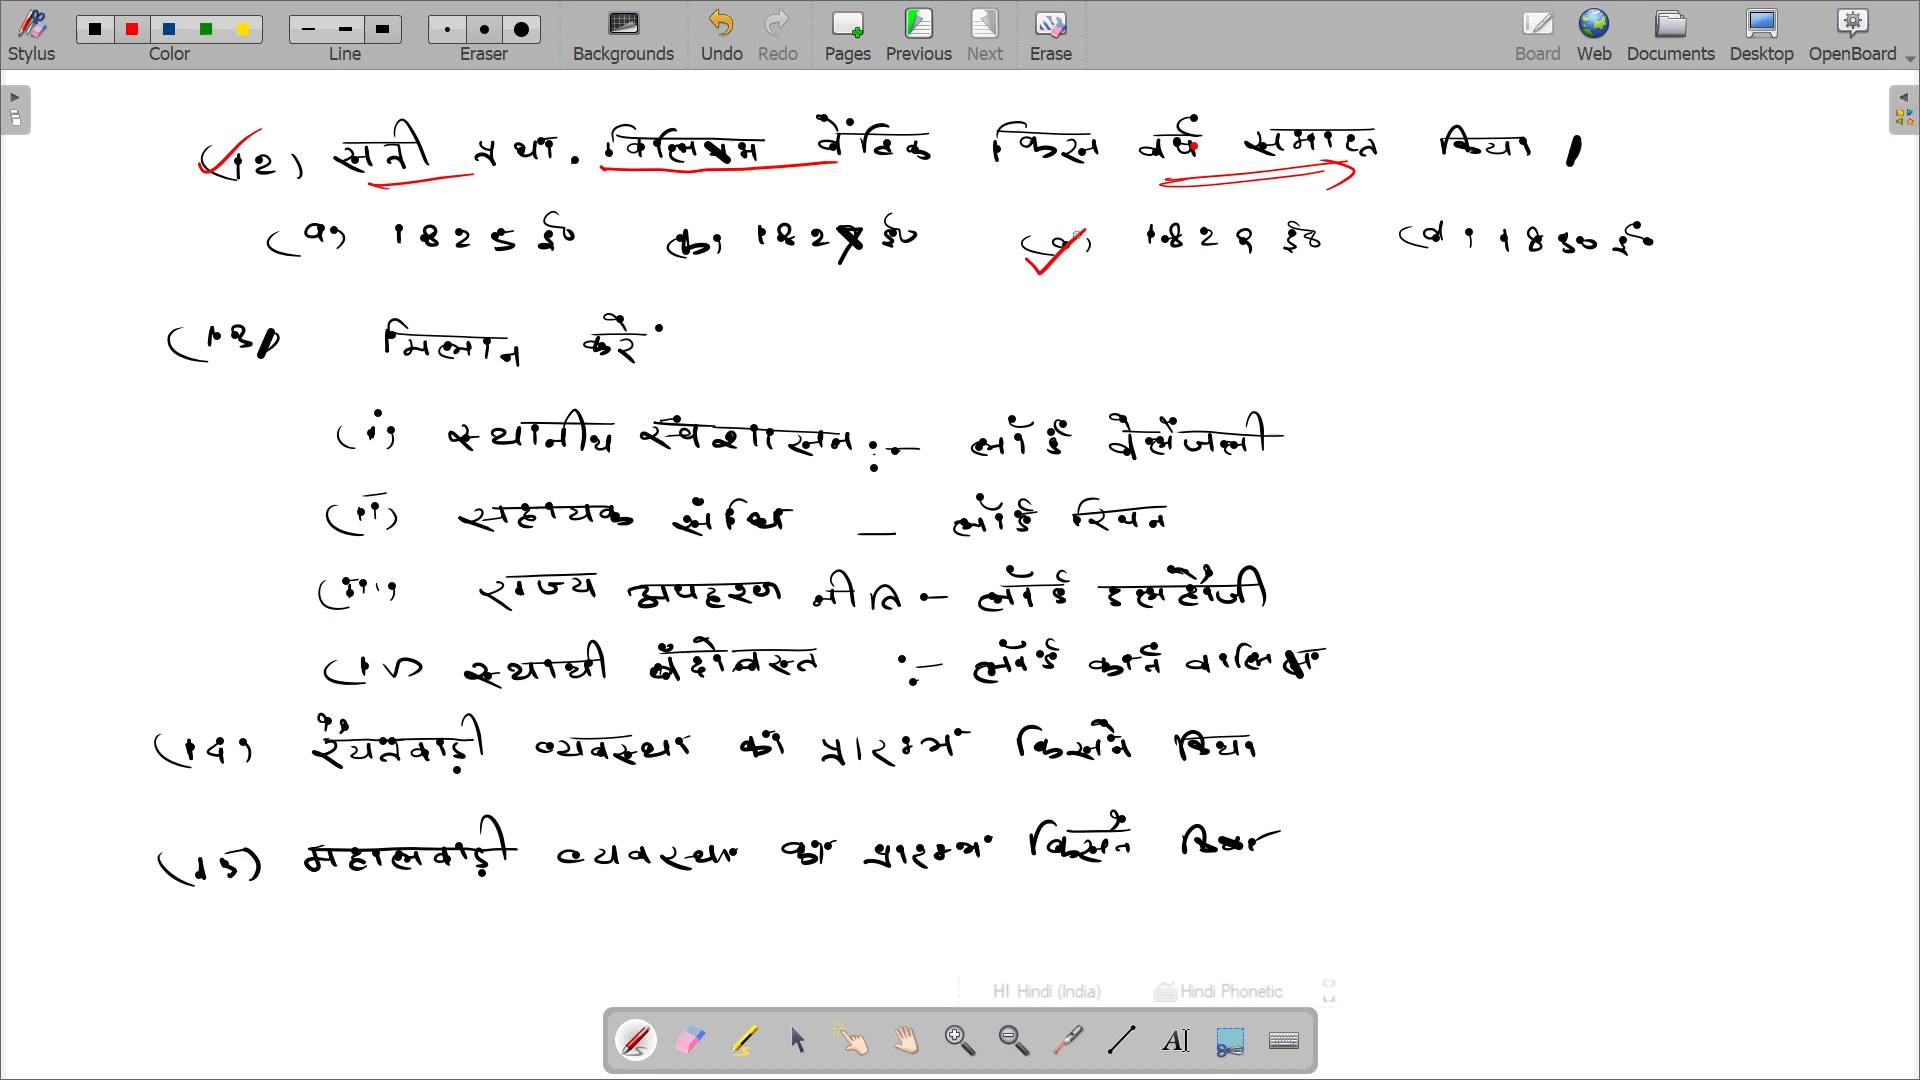 Stylus Color Line Eraser Backgrounds Undo Redo Pages Previous Next Erase Board Web Documents Desktop OpenBoard
(12) सती प्रथा. विलियम बेंटिक किस वर्ष समाप्त किया।
(a) 1825 ई० (b) 1827 ई० (c) 1829 ई० (d) 1830 ई०
(13) मिलान करें
(i) स्थानीय स्वशासन :- लॉर्ड वेलेजली
(ii) सहायक संधि — लॉर्ड रिपन
(iii) राज्य अपहरण नीति :- लॉर्ड डलहौजी
(iv) स्थायी बंदोबस्त :- लॉर्ड कार्नवालिस
(14) रैयतवाड़ी व्यवस्था का प्रारम्भ किसने किया
(15) महालवाड़ी व्यवस्था का प्रारम्भ किसने किया
HI Hindi (India) Hindi Phonetic